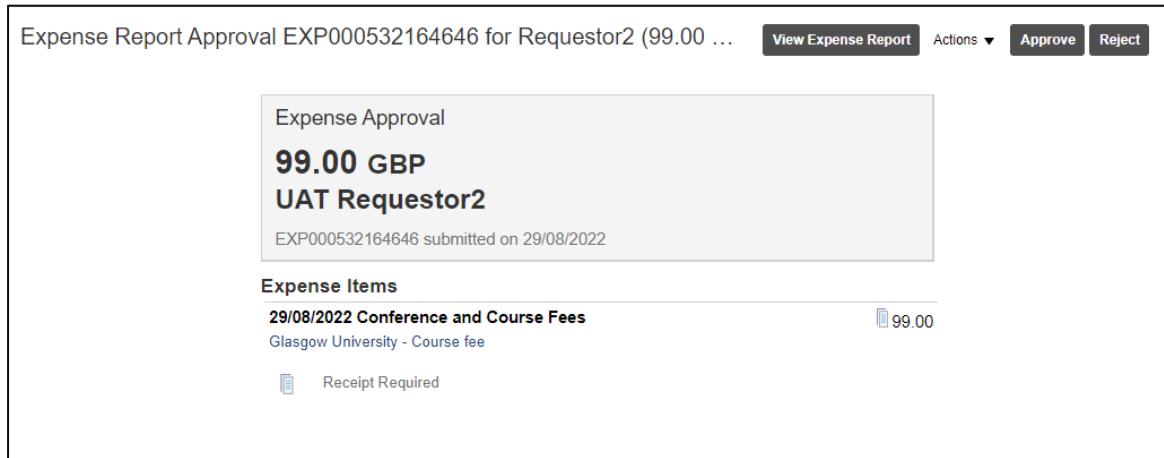 Expense Report Approval EXP000532164646 for Requestor2 (99.00 ... View Expense Report Actions ▼ Approve Reject
Expense Approval
99.00 GBP
UAT Requestor2
EXP000532164646 submitted on 29/08/2022
Expense Items
29/08/2022 Conference and Course Fees 99.00
Glasgow University - Course fee
Receipt Required